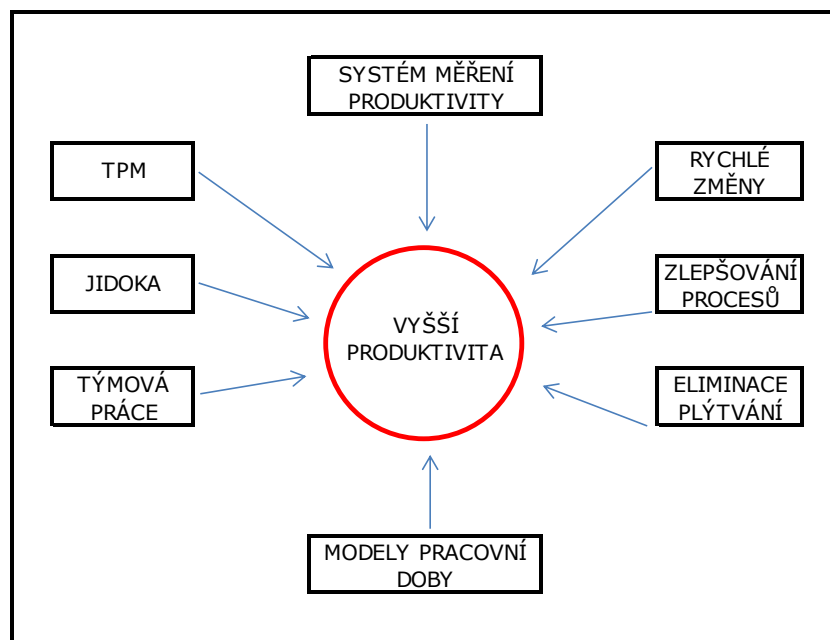 SYSTÉM MĚŘENÍ
PRODUKTIVITY
TPM
RYCHLÉ
ZMĚNY
JIDOKA
ZLEPŠOVÁNÍ
PROCESŮ
VYŠŠÍ
PRODUKTIVITA
TÝMOVÁ
PRÁCE
ELIMINACE
PLÝTVÁNÍ
MODELY PRACOVNÍ
DOBY